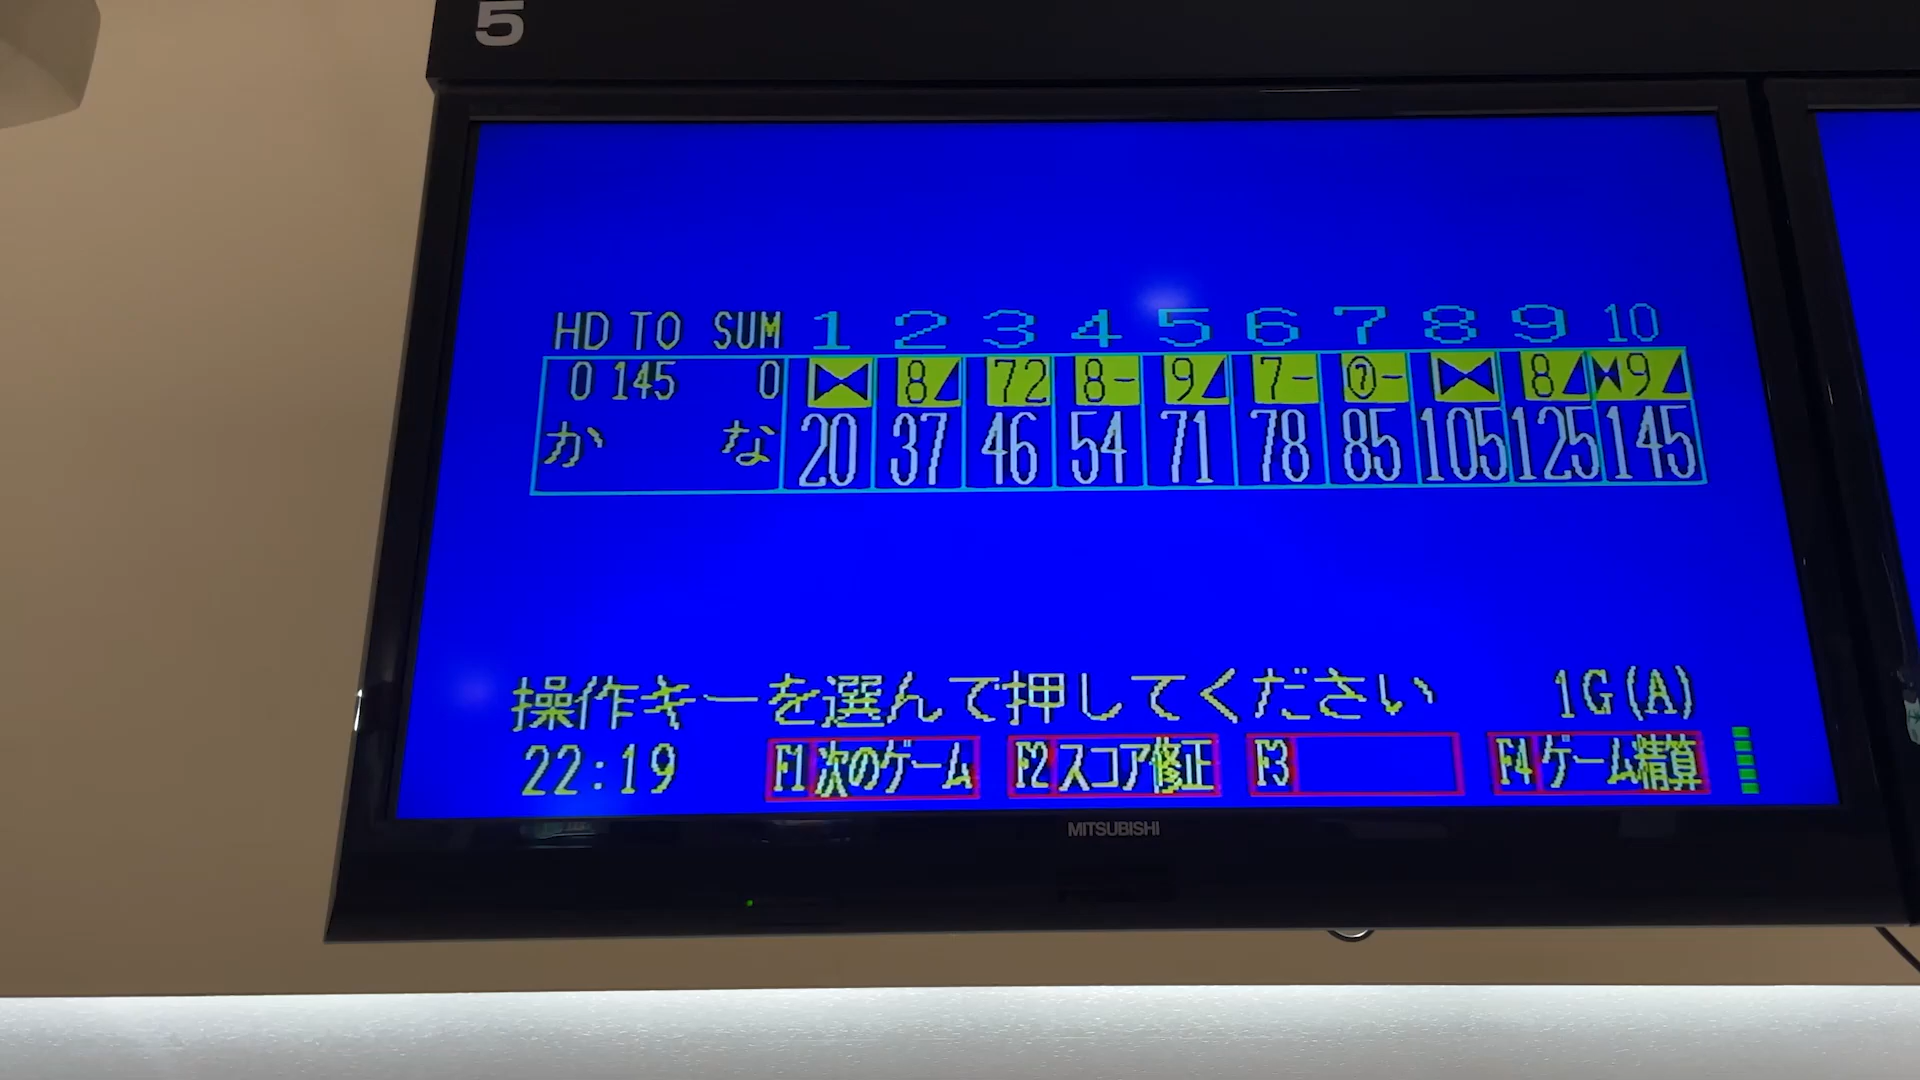 5
HD TO SUM 1 2 3 4 5 6 7 8 9 10
0 145 0 8 72 8- 9 7- ⑦- 8 9
か な 20 37 46 54 71 78 85 105 125 145
操作キーを選んで押してください 1G(A)
22:19 F1 次のゲーム F2 スコア修正 F3 F4 ゲーム精算
MITSUBISHI